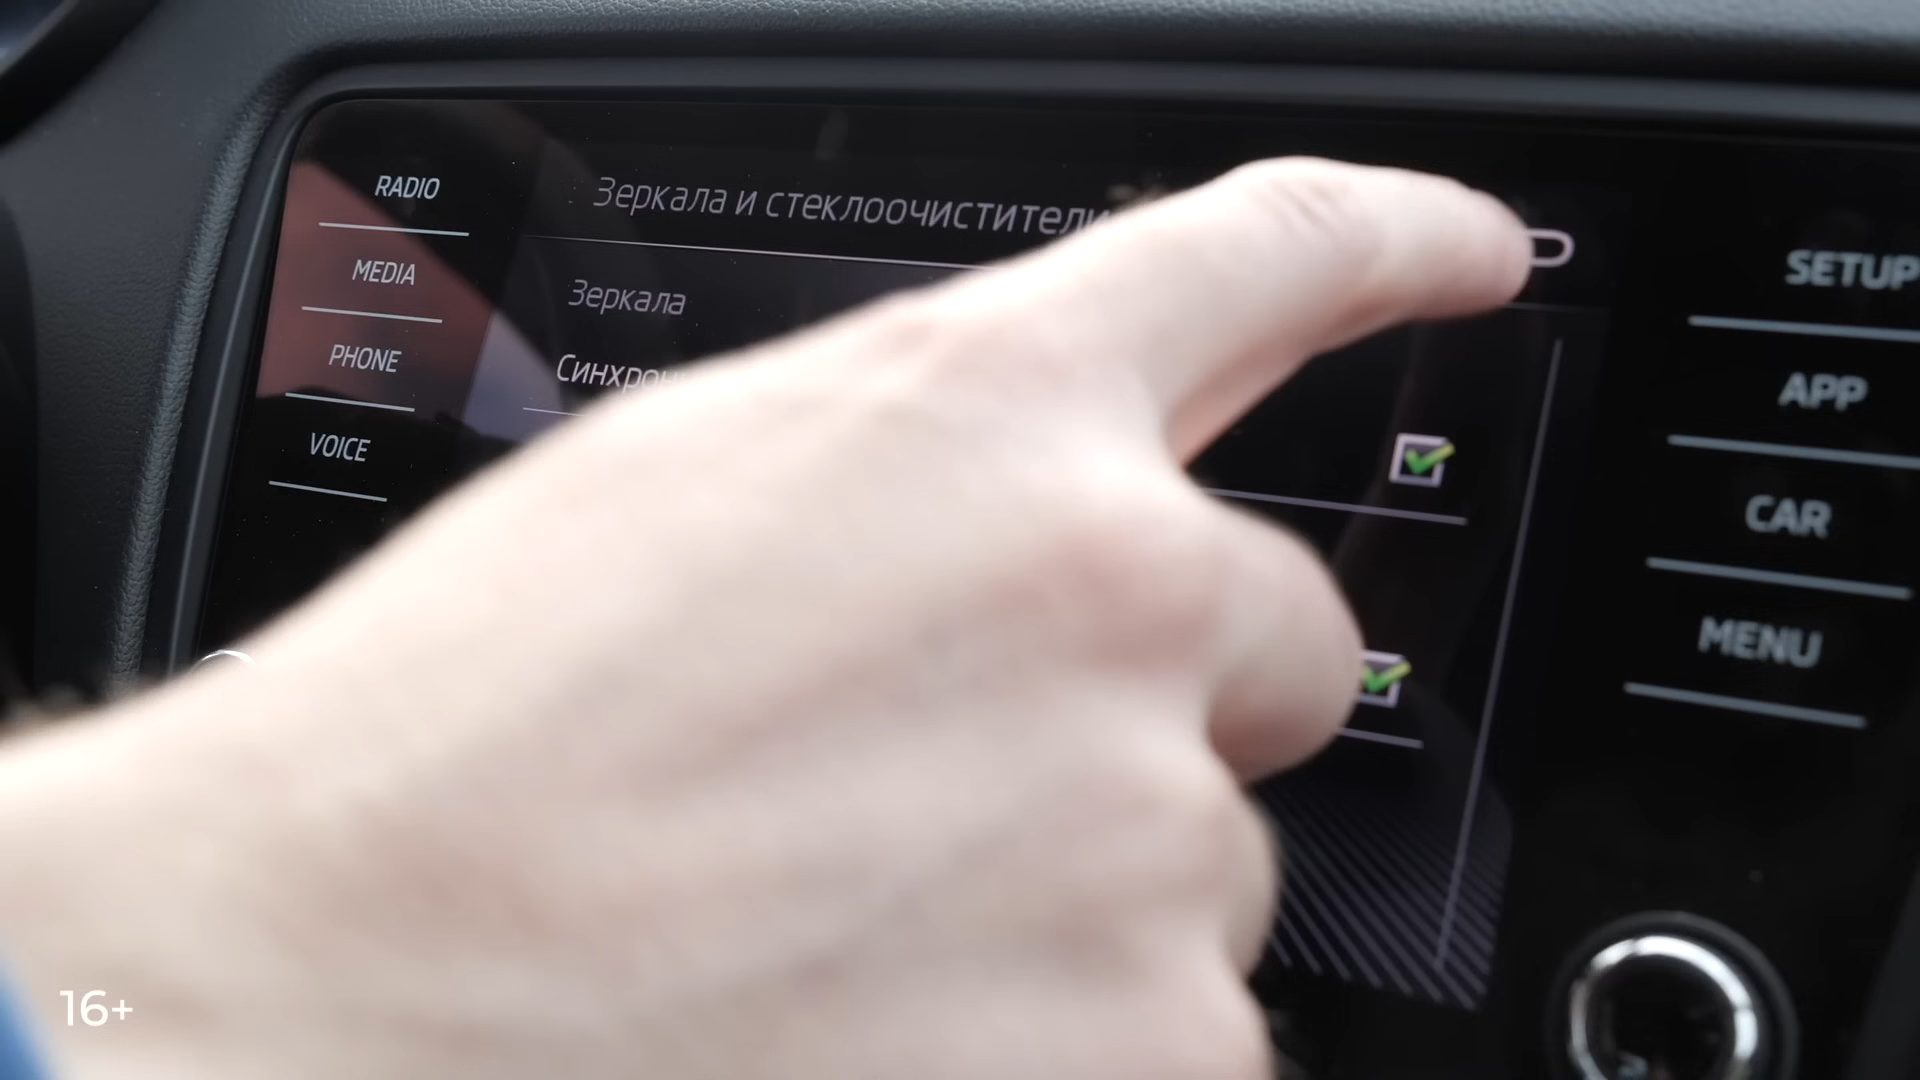 RADIO
MEDIA
PHONE
VOICE
Зеркала и стеклоочистители
Зеркала
SETUP
APP
CAR
MENU
16+